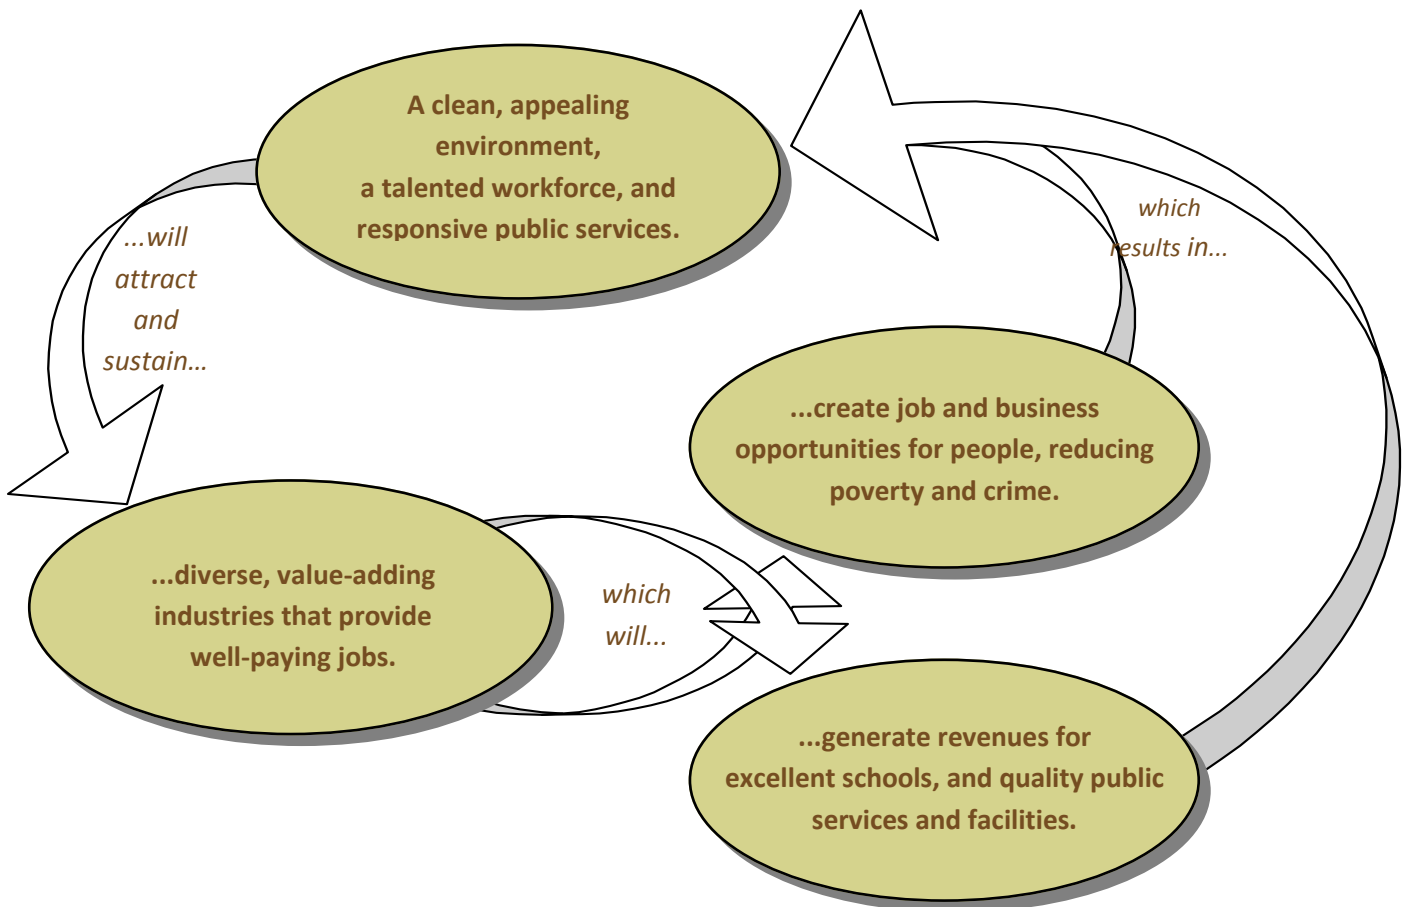 A clean, appealing
environment,
a talented workforce, and
responsive public services.
...will
attract
and
sustain...
...diverse, value-adding
industries that provide
well-paying jobs.
which
will...
...create job and business
opportunities for people, reducing
poverty and crime.
...generate revenues for
excellent schools, and quality public
services and facilities.
which
results in...